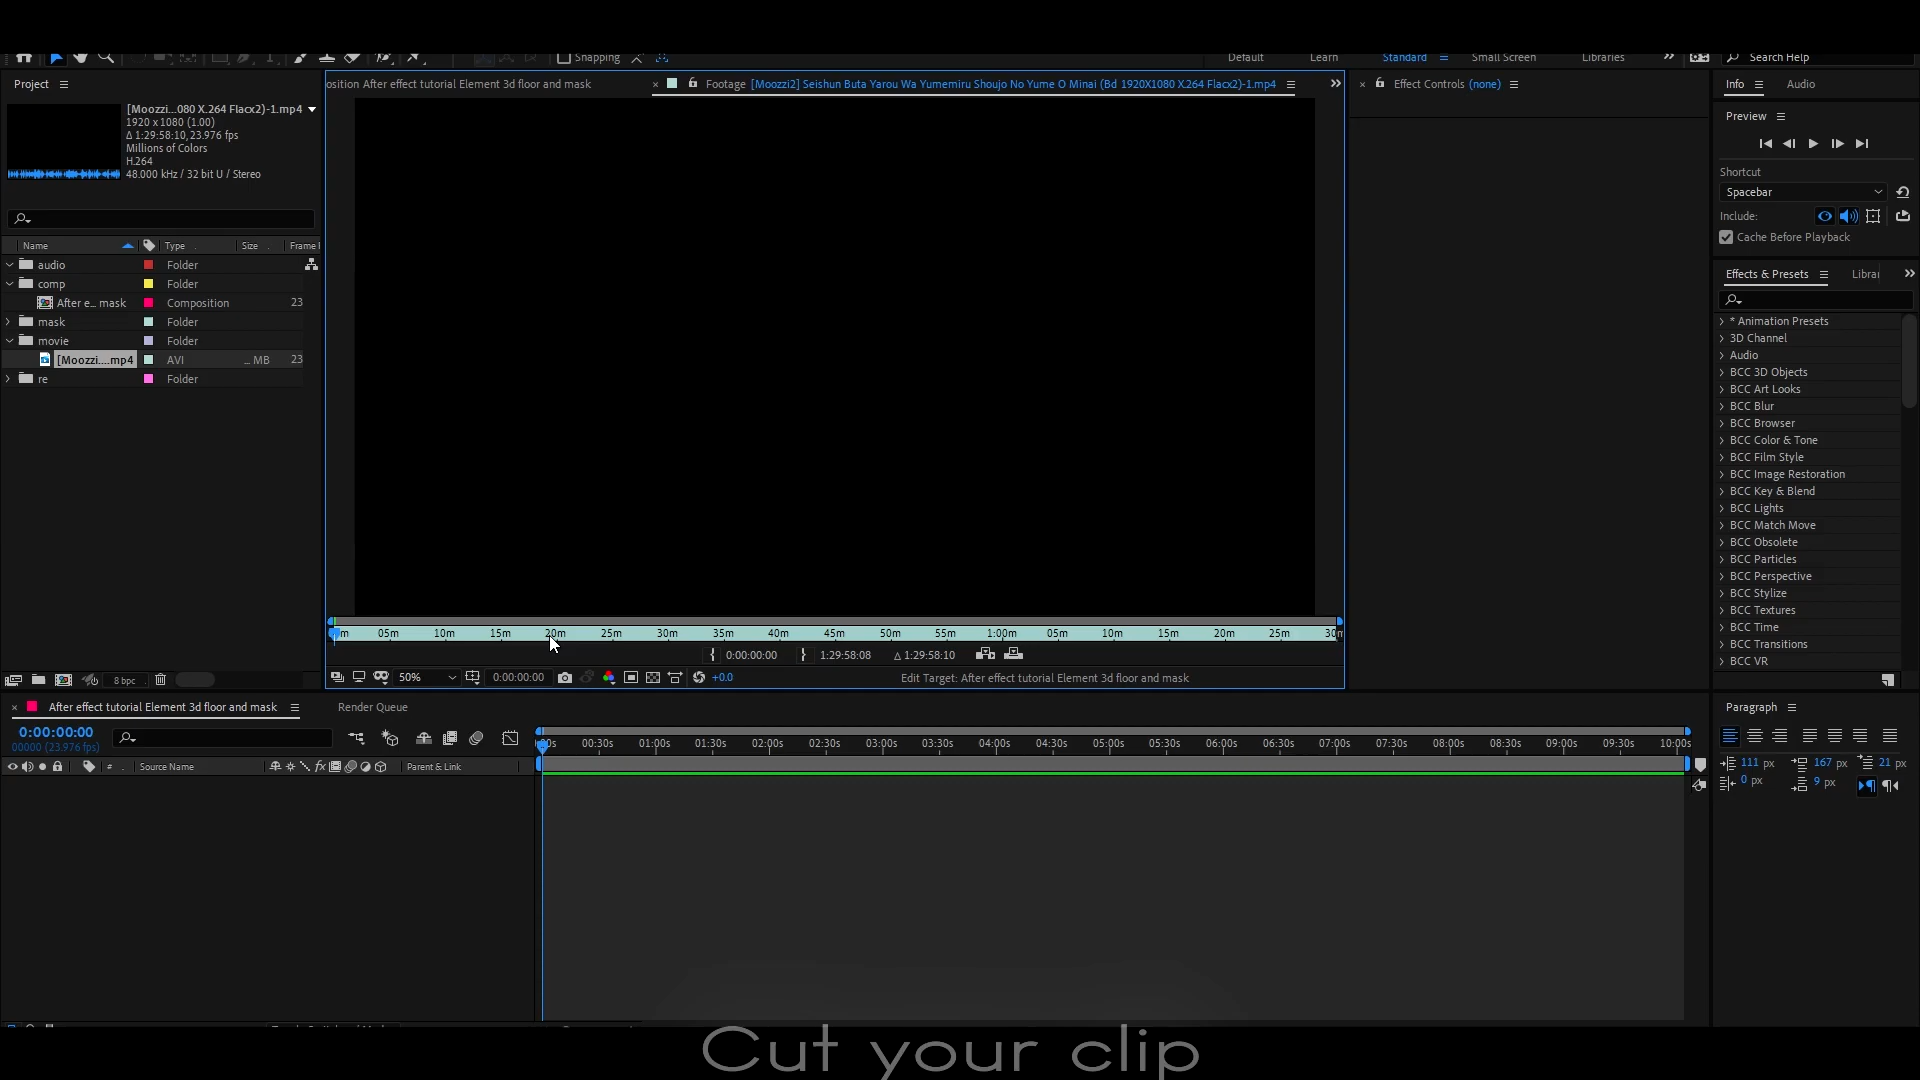 Snapping
Default
Learn
Standard
Small Screen
Libraries
Search Help
Project
osition After effect tutorial Element 3d floor and mask
Footage [Moozzi2] Seishun Buta Yarou Wa Yumemiru Shoujo No Yume O Minai (Bd 1920X1080 X.264 Flacx2)-1.mp4
Effect Controls (none)
Info
Audio
[Moozzi...080 X.264 Flacx2)-1.mp4
1920 x 1080 (1.00)
Δ 1:29:58:10, 23.976 fps
Millions of Colors
H.264
48.000 kHz / 32 bit U / Stereo
Preview
Shortcut
Spacebar
Include:
Cache Before Playback
Name
Type
Size
Frame
audio Folder
comp Folder
After e... mask Composition 23
mask Folder
movie Folder
[Moozzi....mp4 AVI ... MB 23
re Folder
Effects & Presets
Librar
* Animation Presets
3D Channel
Audio
BCC 3D Objects
BCC Art Looks
BCC Blur
BCC Browser
BCC Color & Tone
BCC Film Style
BCC Image Restoration
BCC Key & Blend
BCC Lights
BCC Match Move
BCC Obsolete
BCC Particles
BCC Perspective
BCC Stylize
BCC Textures
BCC Time
BCC Transitions
BCC VR
m 05m 10m 15m 20m 25m 30m 35m 40m 45m 50m 55m 1:00m 05m 10m 15m 20m 25m 30m
0:00:00:00
1:29:58:08
Δ 1:29:58:10
50%
0:00:00:00
+0.0
Edit Target: After effect tutorial Element 3d floor and mask
8 bpc
After effect tutorial Element 3d floor and mask
Render Queue
0:00:00:00
00000 (23.976 fps)
00s 00:30s 01:00s 01:30s 02:00s 02:30s 03:00s 03:30s 04:00s 04:30s 05:00s 05:30s 06:00s 06:30s 07:00s 07:30s 08:00s 08:30s 09:00s 09:30s 10:00s
#
Source Name
fx
Parent & Link
Paragraph
111 px
167 px
21 px
0 px
9 px
Cut your clip